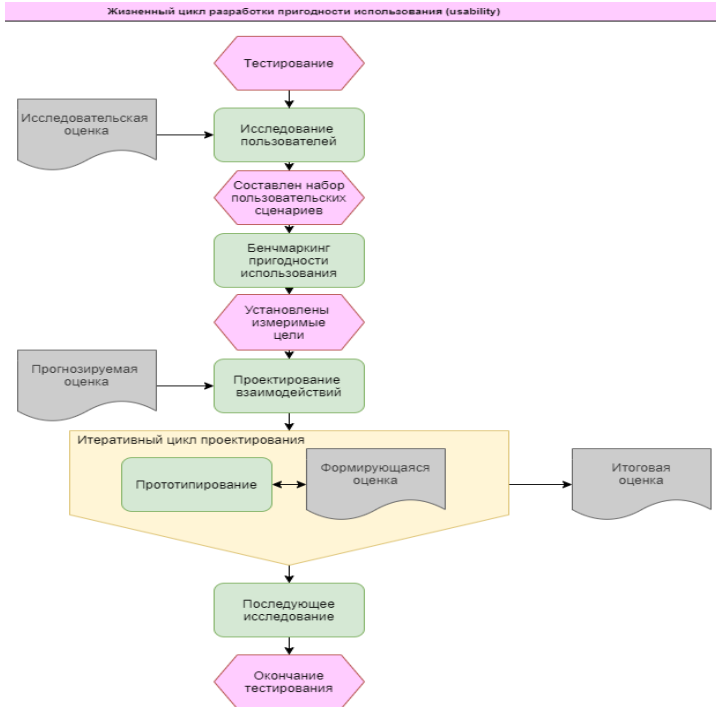 Жизненный цикл разработки пригодности использования (usability)
Тестирование
Исследовательская
оценка
Исследование
пользователей
Составлен набор
пользовательских
сценариев
Бенчмаркинг
пригодности
использования
Установлены
измеримые
цели
Прогнозируемая
оценка
Проектирование
взаимодействий
Итеративный цикл проектирования
Прототипирование
Формирующаяся
оценка
Итоговая
оценка
Последующее
исследование
Окончание
тестирования